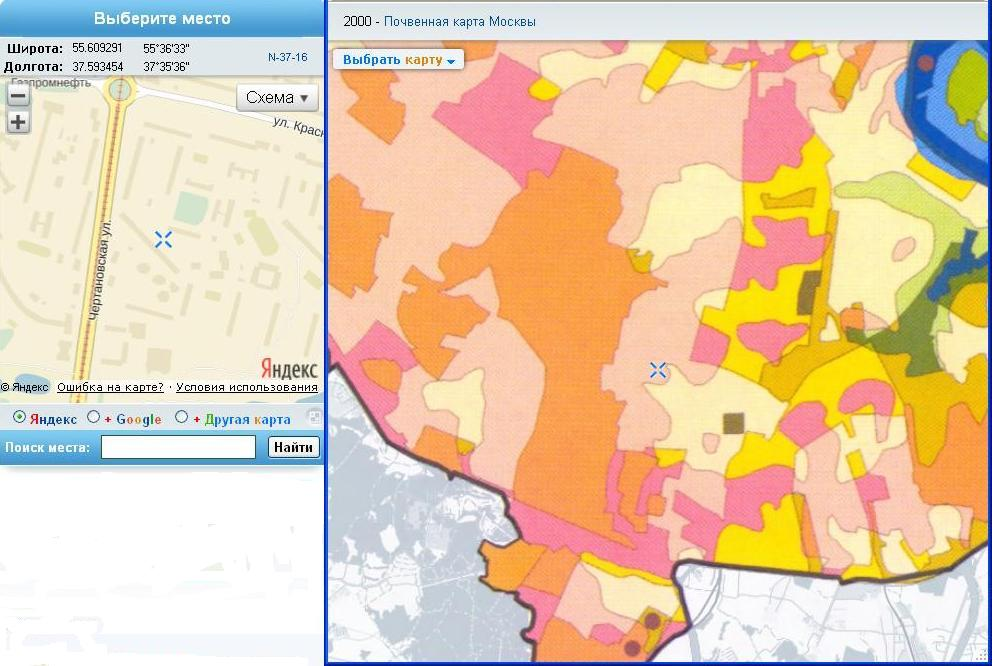 Выберите место
Широта: 55.609291 55°36'33"
Долгота: 37.593454 37°35'36"
N-37-16
Газпромнефть
Схема
ул. Красн
Чертановская ул.
Яндекс
© Яндекс Ошибка на карте? · Условия использования
Яндекс + Google + Другая карта
Поиск места: Найти
2000 - Почвенная карта Москвы
Выбрать карту